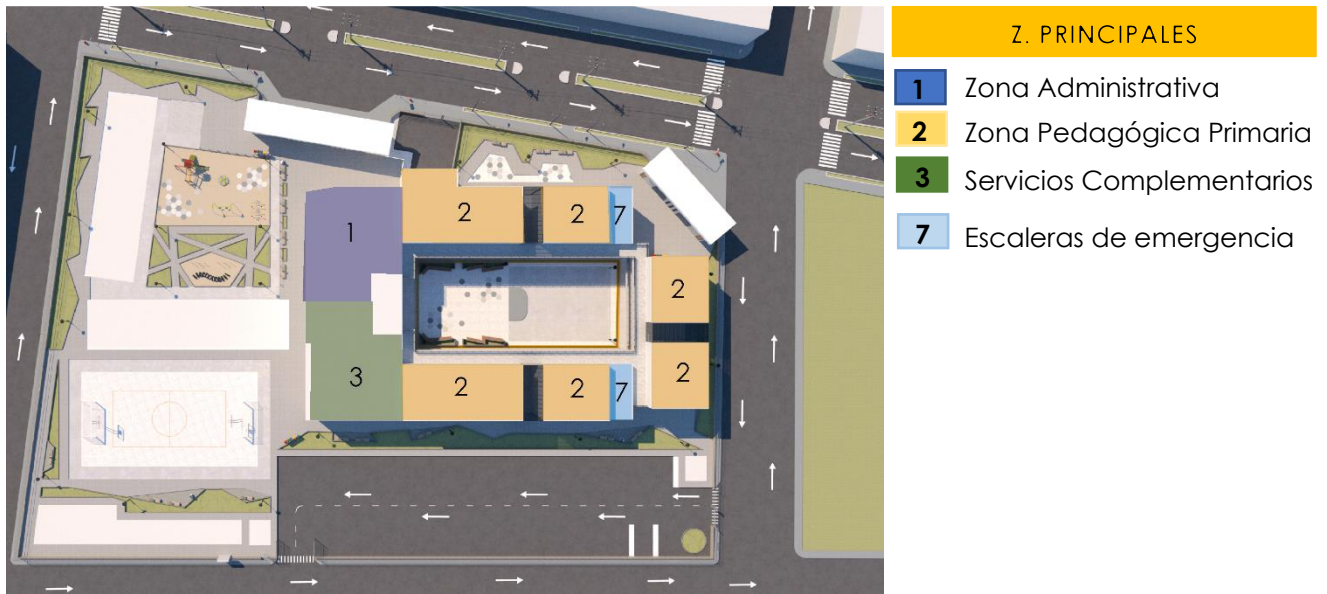 Z. PRINCIPALES
1 Zona Administrativa
2 Zona Pedagógica Primaria
3 Servicios Complementarios
7 Escaleras de emergencia
2 2 7
1
2
3 2 2 7 2